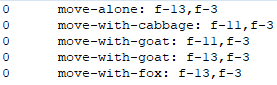 0 move-alone: f-13,f-3
0 move-with-cabbage: f-11,f-3
0 move-with-goat: f-11,f-3
0 move-with-goat: f-13,f-3
0 move-with-fox: f-13,f-3